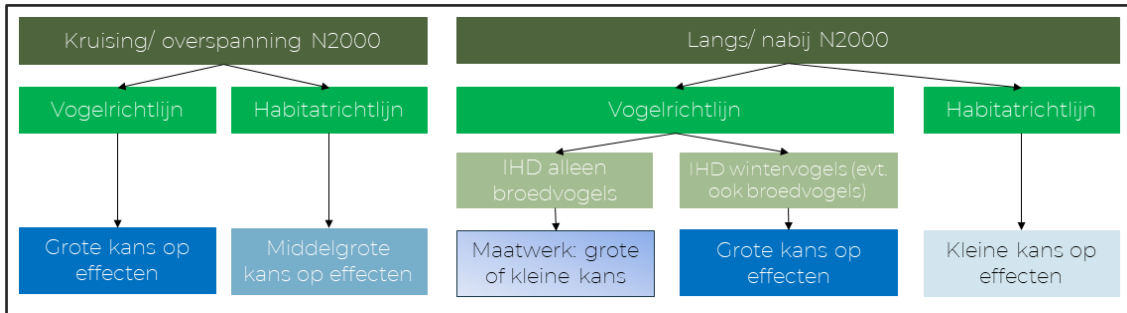 Kruising/ overspanning N2000
Langs/ nabij N2000
Vogelrichtlijn
Habitatrichtlijn
Vogelrichtlijn
Habitatrichtlijn
IHD alleen
broedvogels
IHD wintervogels (evt.
ook broedvogels)
Grote kans op
effecten
Middelgrote
kans op effecten
Maatwerk: grote
of kleine kans
Grote kans op
effecten
Kleine kans op
effecten